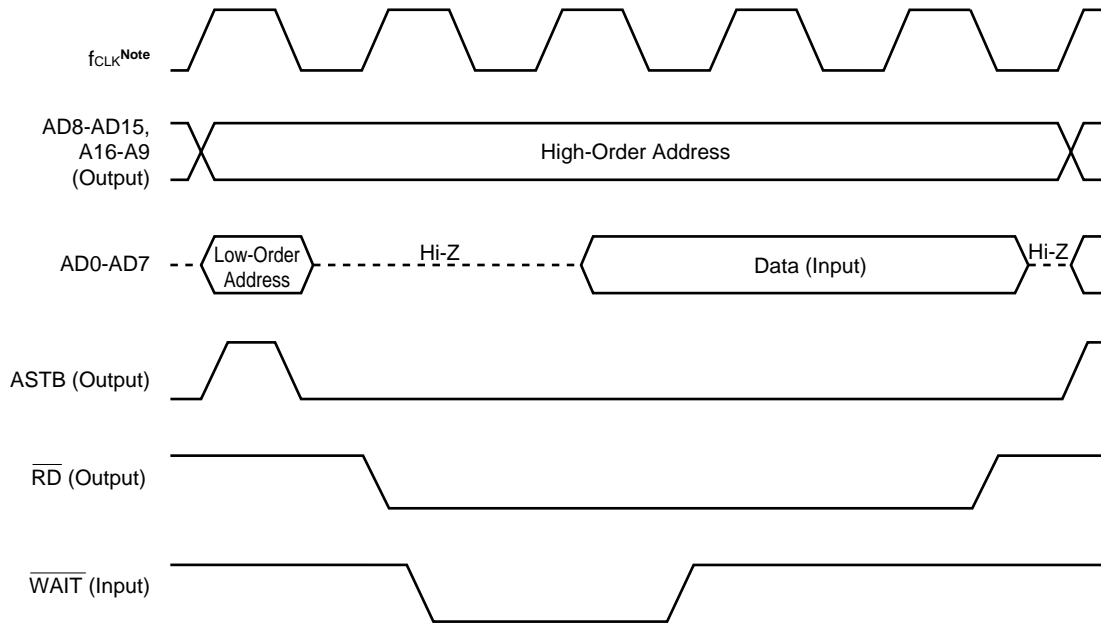 fCLKNote
AD8-AD15,
A16-A9
(Output)
High-Order Address
AD0-AD7
Low-Order
Address
Hi-Z
Data (Input)
Hi-Z
ASTB (Output)
RD (Output)
WAIT (Input)